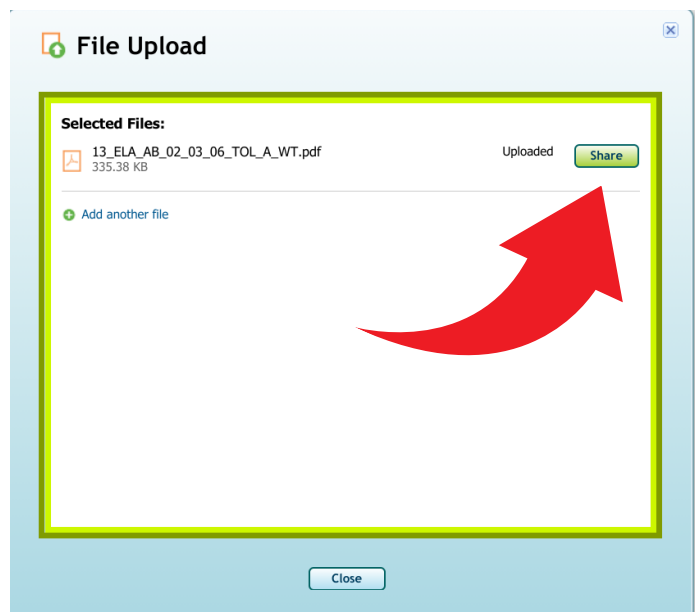 File Upload
Selected Files:
13_ELA_AB_02_03_06_TOL_A_WT.pdf
335.38 KB
Uploaded
Share
Add another file
Close